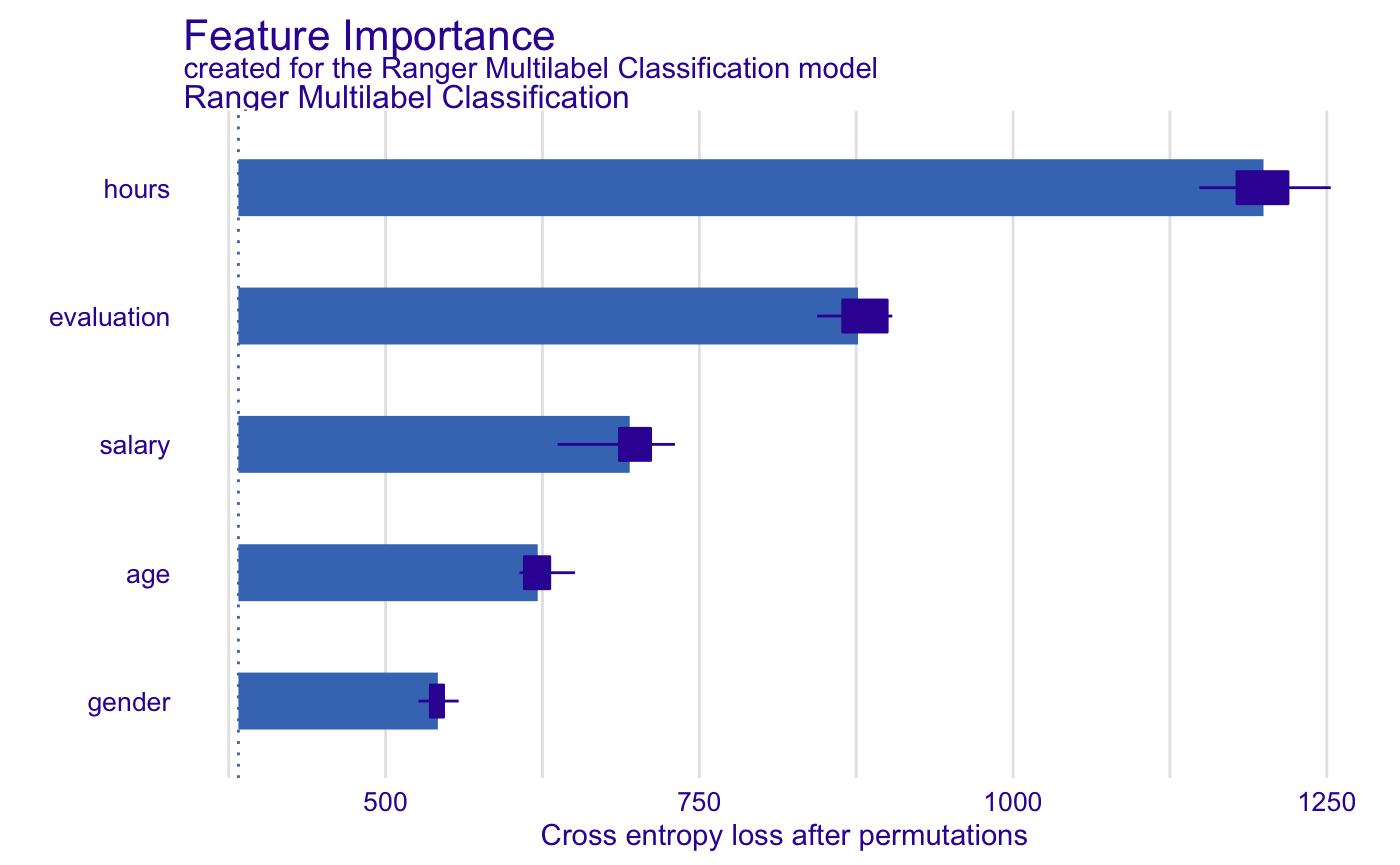 Feature Importance
created for the Ranger Multilabel Classification model
Ranger Multilabel Classification
hours
evaluation
salary
age
gender
500 750 1000 1250
Cross entropy loss after permutations